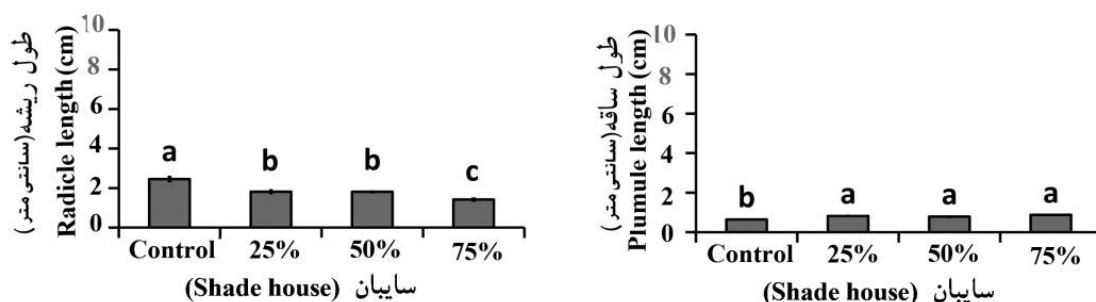 طول ریشه (سانتی‌متر)
Radicle length (cm)
10
8
6
4
2
0
a
b
b
c
Control
25%
50%
75%
(Shade house) سایبان
طول ساقه (سانتی‌متر)
Plumule length (cm)
10
8
6
4
2
0
b
a
a
a
Control
25%
50%
75%
(Shade house) سایبان